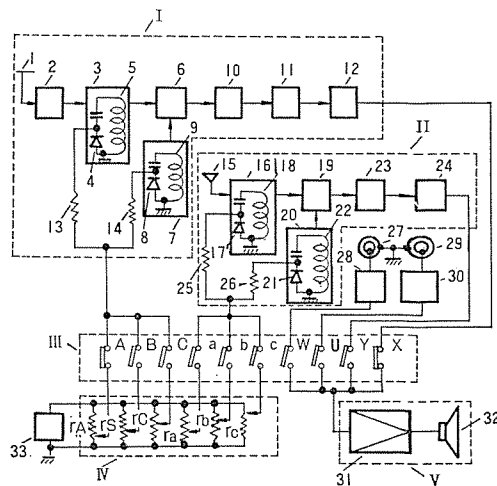 I
1 2 3 5 6 10 11 12
9
4
II
13 14 8 7
15 16 18 19 23 24
17 20 22
25 26 21
27 29
28 30
III A B C a b c W U Y X
33 rA rS rC ra rb rc
IV
31 32
V